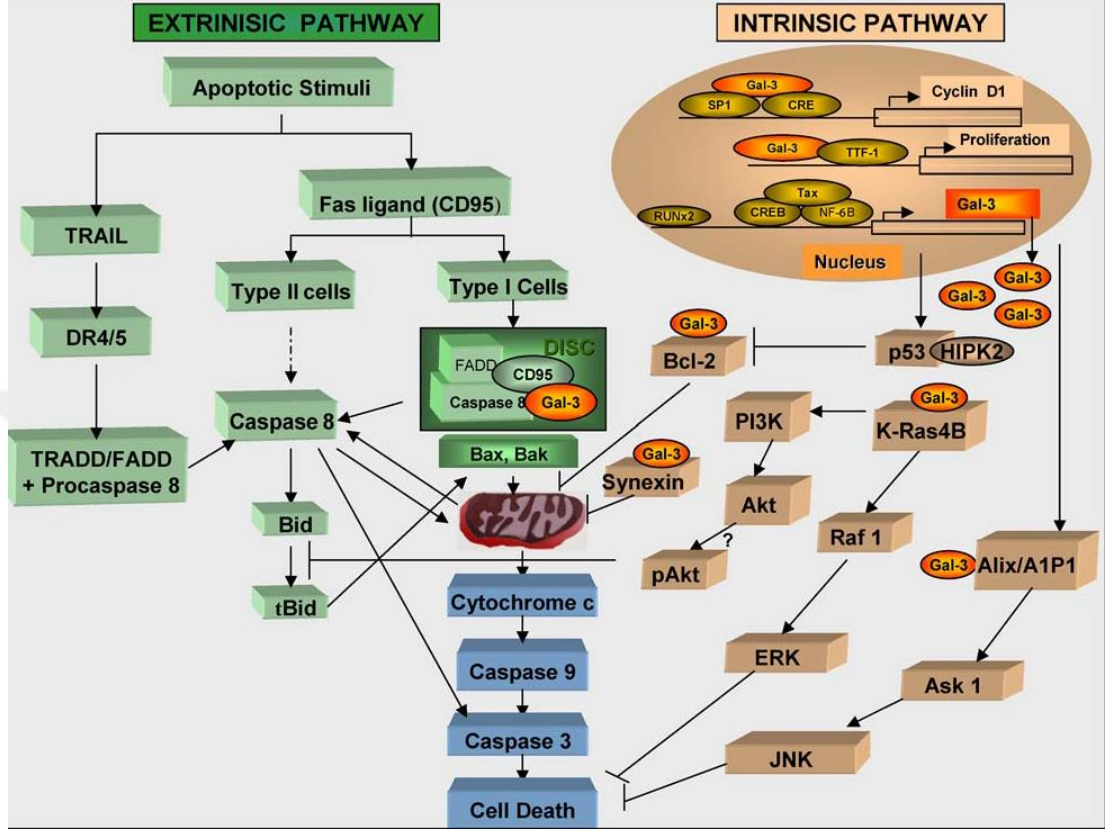 EXTRINISIC PATHWAY
INTRINSIC PATHWAY
Apoptotic Stimuli
Gal-3
SP1
CRE
Cyclin D1
Gal-3
TTF-1
Proliferation
Tax
RUNx2
CREB
NF-6B
Gal-3
Nucleus
Gal-3
Gal-3
Gal-3
TRAIL
Fas ligand (CD95)
Type II cells
Type I Cells
DR4/5
DISC
FADD
CD95
Caspase 8
Gal-3
Gal-3
Bcl-2
p53
HIPK2
Caspase 8
TRADD/FADD
+ Procaspase 8
Bax, Bak
PI3K
Gal-3
K-Ras4B
Gal-3
Synexin
Akt
?
pAkt
Raf 1
Gal-3
Alix/A1P1
Bid
tBid
Cytochrome c
Caspase 9
Caspase 3
Cell Death
ERK
Ask 1
JNK